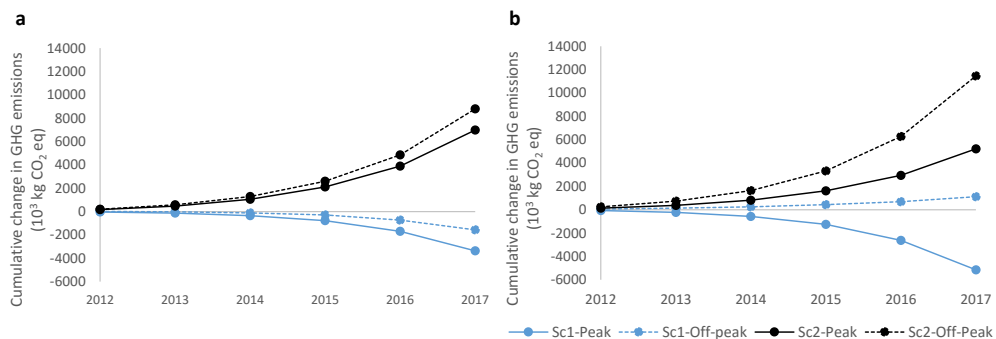 a
Cumulative change in GHG emissions
(10³ kg CO₂ eq)
14000
12000
10000
8000
6000
4000
2000
0
-2000
-4000
-6000
2012 2013 2014 2015 2016 2017
b
Cumulative change in GHG emissions
(10³ kg CO₂ eq)
14000
12000
10000
8000
6000
4000
2000
0
-2000
-4000
-6000
2012 2013 2014 2015 2016 2017
Sc1-Peak Sc1-Off-peak Sc2-Peak Sc2-Off-Peak